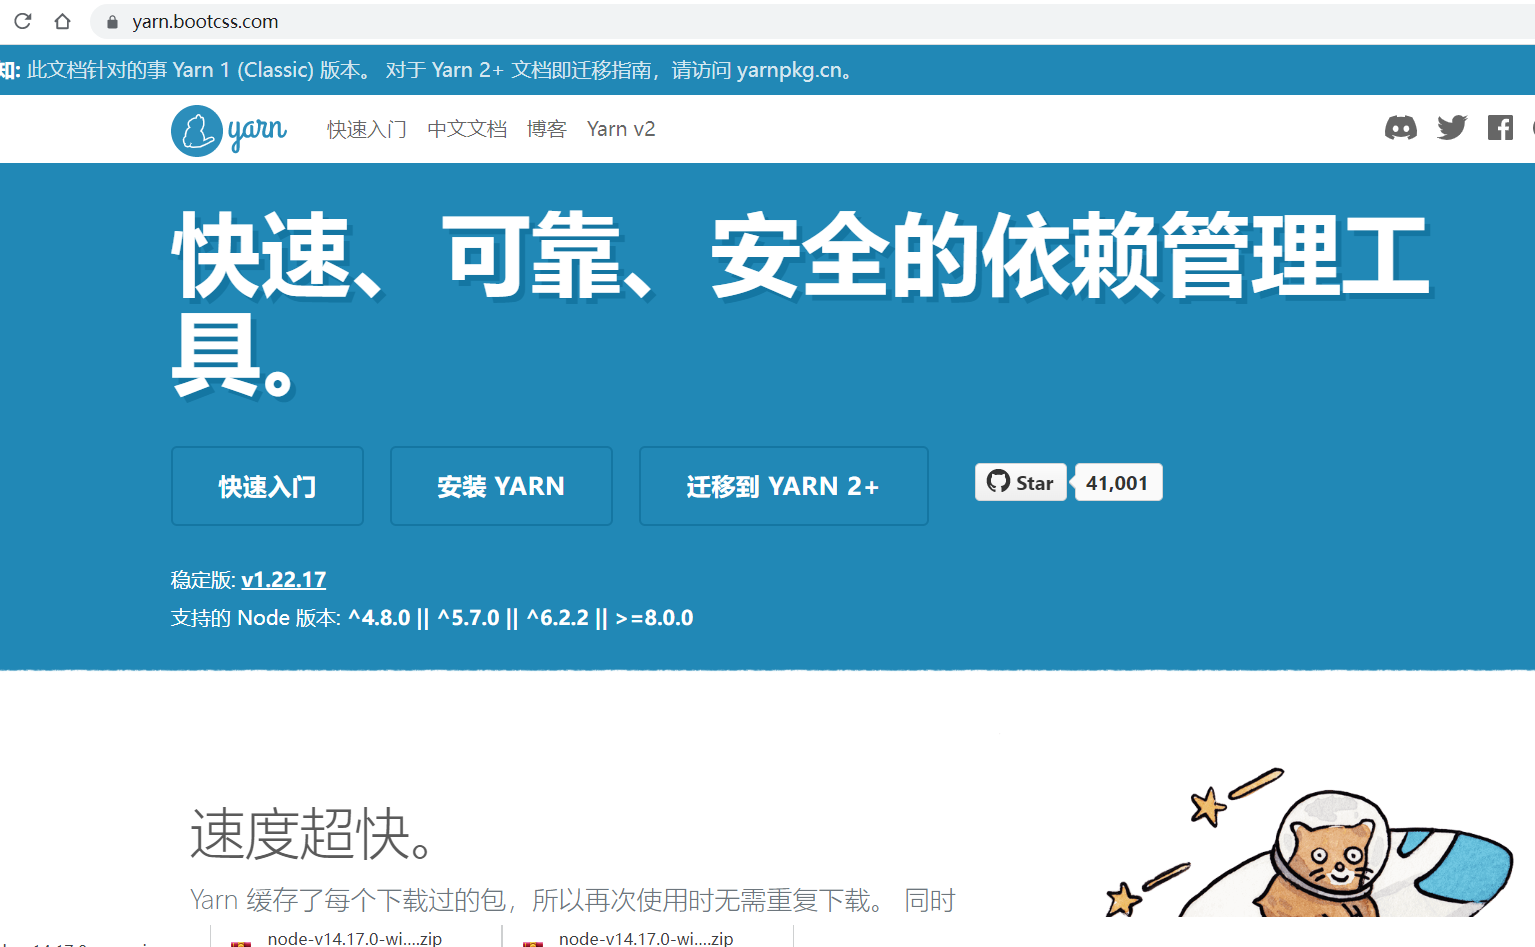 yarn.bootcss.com
知: 此文档针对的事 Yarn 1 (Classic) 版本。 对于 Yarn 2+ 文档即迁移指南，请访问 yarnpkg.cn。
yarn 快速入门 中文文档 博客 Yarn v2
快速、可靠、安全的依赖管理工
具。
快速入门 安装 YARN 迁移到 YARN 2+ Star 41,001
稳定版: v1.22.17
支持的 Node 版本: ^4.8.0 || ^5.7.0 || ^6.2.2 || >=8.0.0
速度超快。
Yarn 缓存了每个下载过的包，所以再次使用时无需重复下载。 同时
node-v14.17.0-wi....zip node-v14.17.0-wi....zip